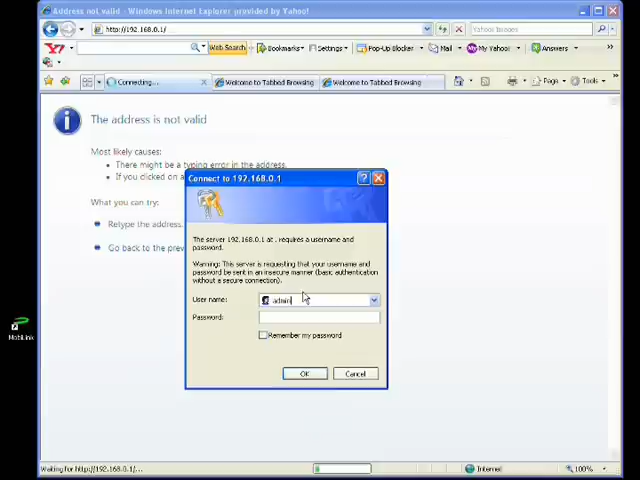 Address not valid - Windows Internet Explorer provided by Yahoo!
http://192.168.0.1/
Yahoo Images
Y7
Web Search
Bookmarks
Settings
Pop-Up Blocker
Mail
My Yahoo!
Answers
Connecting...
Welcome to Tabbed Browsing
Welcome to Tabbed Browsing
Page
Tools
The address is not valid
Most likely causes:
There might be a typing error in the address.
If you clicked on a
What you can try:
Retype the address.
Go back to the prev
Connect to 192.168.0.1
The server 192.168.0.1 at . requires a username and
password.
Warning: This server is requesting that your username and
password be sent in an insecure manner (basic authentication
without a secure connection).
User name:
admin
Password:
Remember my password
OK
Cancel
MobiLink
Waiting for http://192.168.0.1/...
Internet
100%